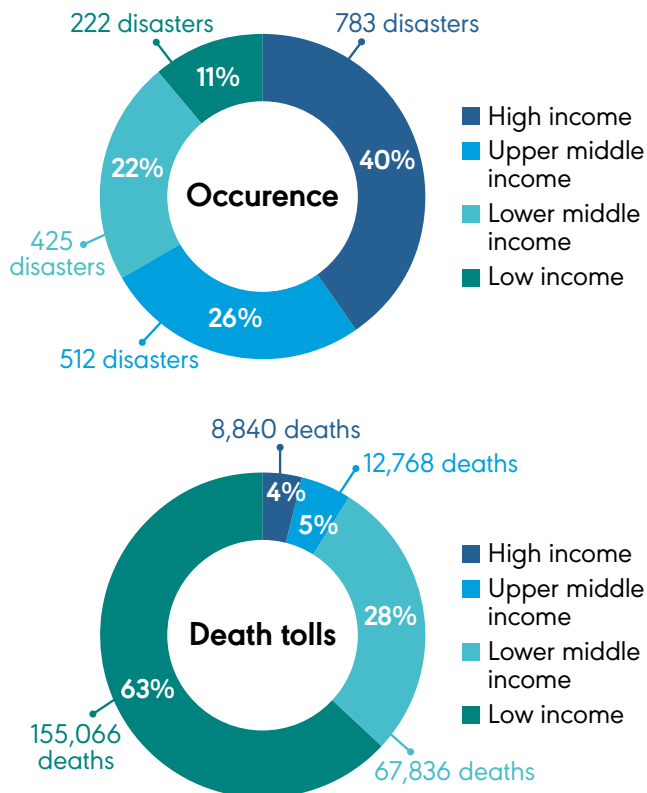 222 disasters
783 disasters
11%
40%
22%
26%
Occurence
425
disasters
512 disasters
High income
Upper middle
income
Lower middle
income
Low income
8,840 deaths
12,768 deaths
4%
5%
28%
63%
Death tolls
155,066
deaths
67,836 deaths
High income
Upper middle
income
Lower middle
income
Low income